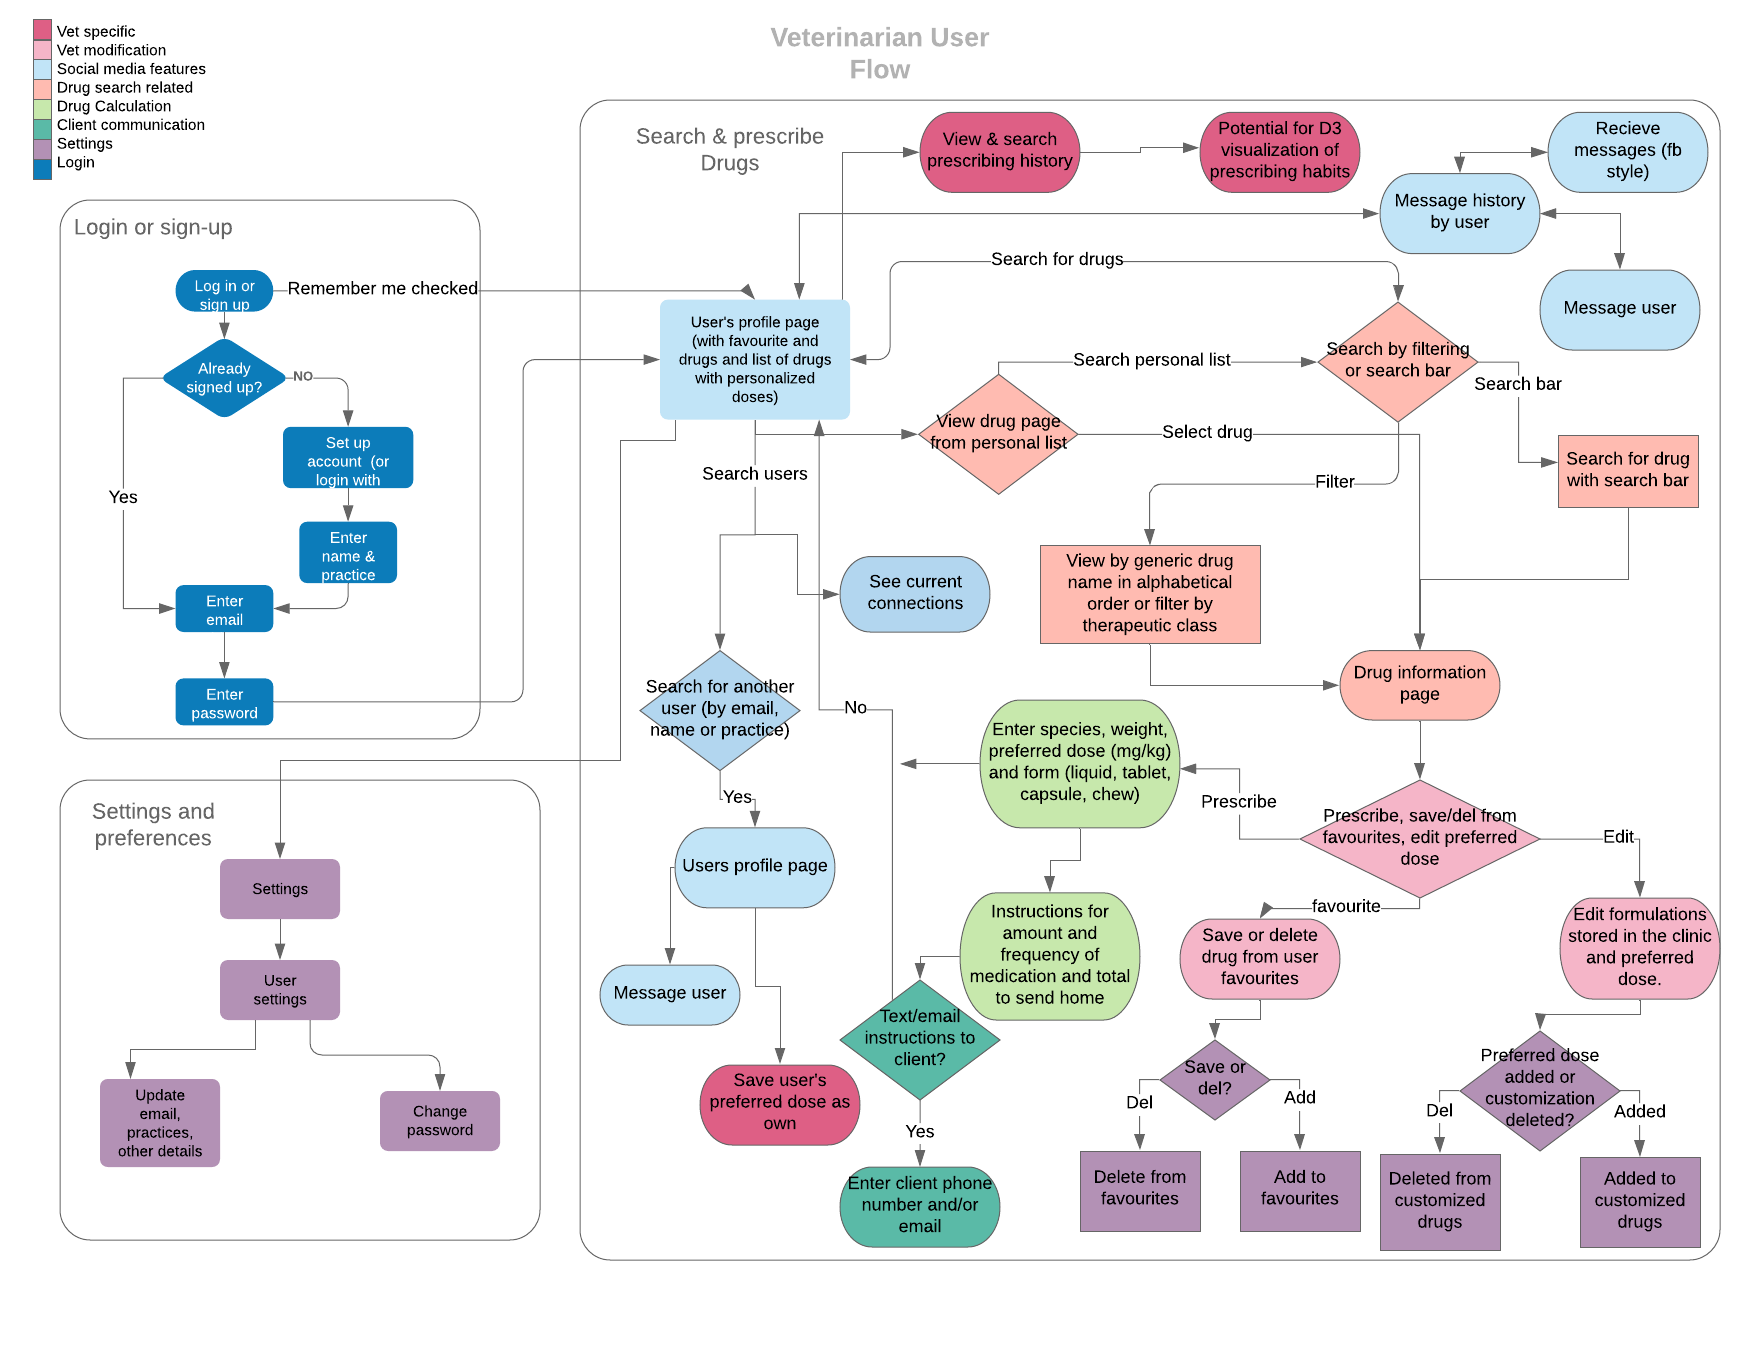 Vet specific
Vet modification
Social media features
Drug search related
Drug Calculation
Client communication
Settings
Login
Veterinarian User
Flow
Login or sign-up
Log in or
sign up
Remember me checked
Already
signed up?
NO
Yes
Set up
account (or
login with
Enter
name &
practice
Enter
email
Enter
password
Settings and
preferences
Settings
User
settings
Update
email,
practices,
other details
Change
password
Search & prescribe
Drugs
View & search
prescribing history
Potential for D3
visualization of
prescribing habits
Recieve
messages (fb
style)
Message history
by user
Message user
Search for drugs
User's profile page
(with favourite and
drugs and list of drugs
with personalized
doses)
Search personal list
Search by filtering
or search bar
Search bar
View drug page
from personal list
Select drug
Search for drug
with search bar
Filter
Search users
View by generic drug
name in alphabetical
order or filter by
therapeutic class
See current
connections
Drug information
page
Search for another
user (by email,
name or practice)
No
Enter species, weight,
preferred dose (mg/kg)
and form (liquid, tablet,
capsule, chew)
Prescribe
Prescribe, save/del from
favourites, edit preferred
dose
Edit
Yes
Users profile page
favourite
Instructions for
amount and
frequency of
medication and total
to send home
Save or delete
drug from user
favourites
Edit formulations
stored in the clinic
and preferred
dose.
Message user
Text/email
instructions to
client?
Save user's
preferred dose as
own
Save or
del?
Del
Add
Preferred dose
added or
customization
deleted?
Del
Added
Yes
Enter client phone
number and/or
email
Delete from
favourites
Add to
favourites
Deleted from
customized
drugs
Added to
customized
drugs